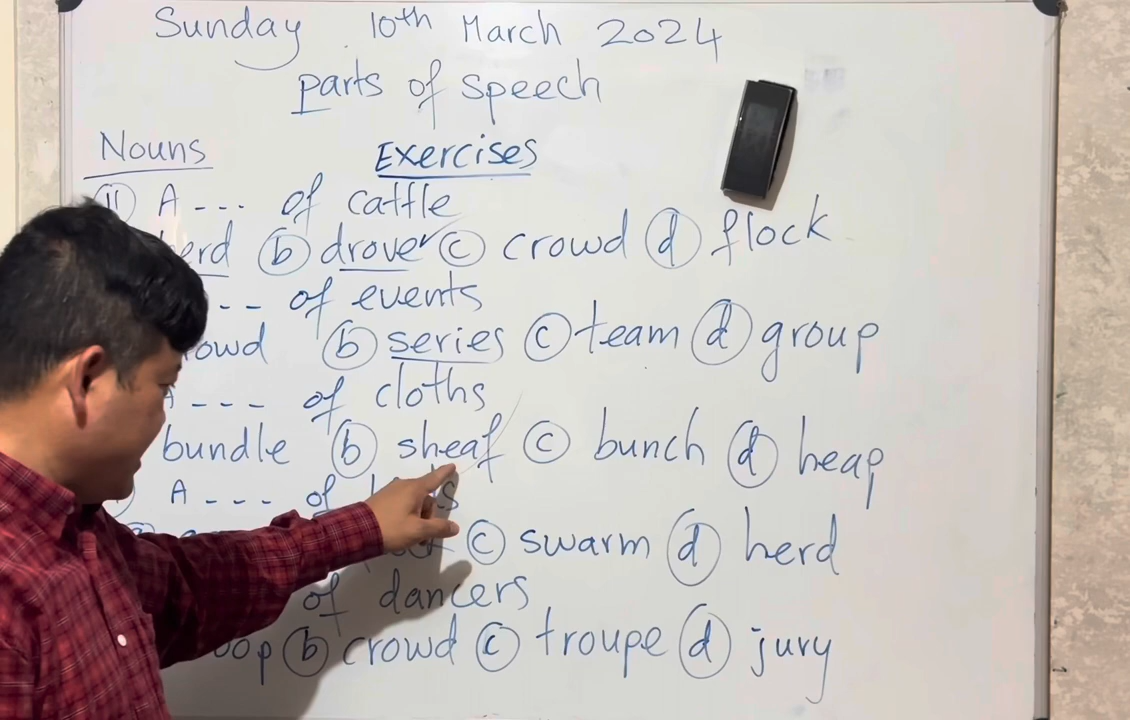 Sunday 10th March 2024
parts of speech
Nouns Exercises
11 A --- of cattle
b drover c crowd d flock
-- of events
b series c team d group
A --- of cloths
bundle b sheaf c bunch d heap
A --- of
c swarm d herd
of dancers
b crowd c troupe d jury